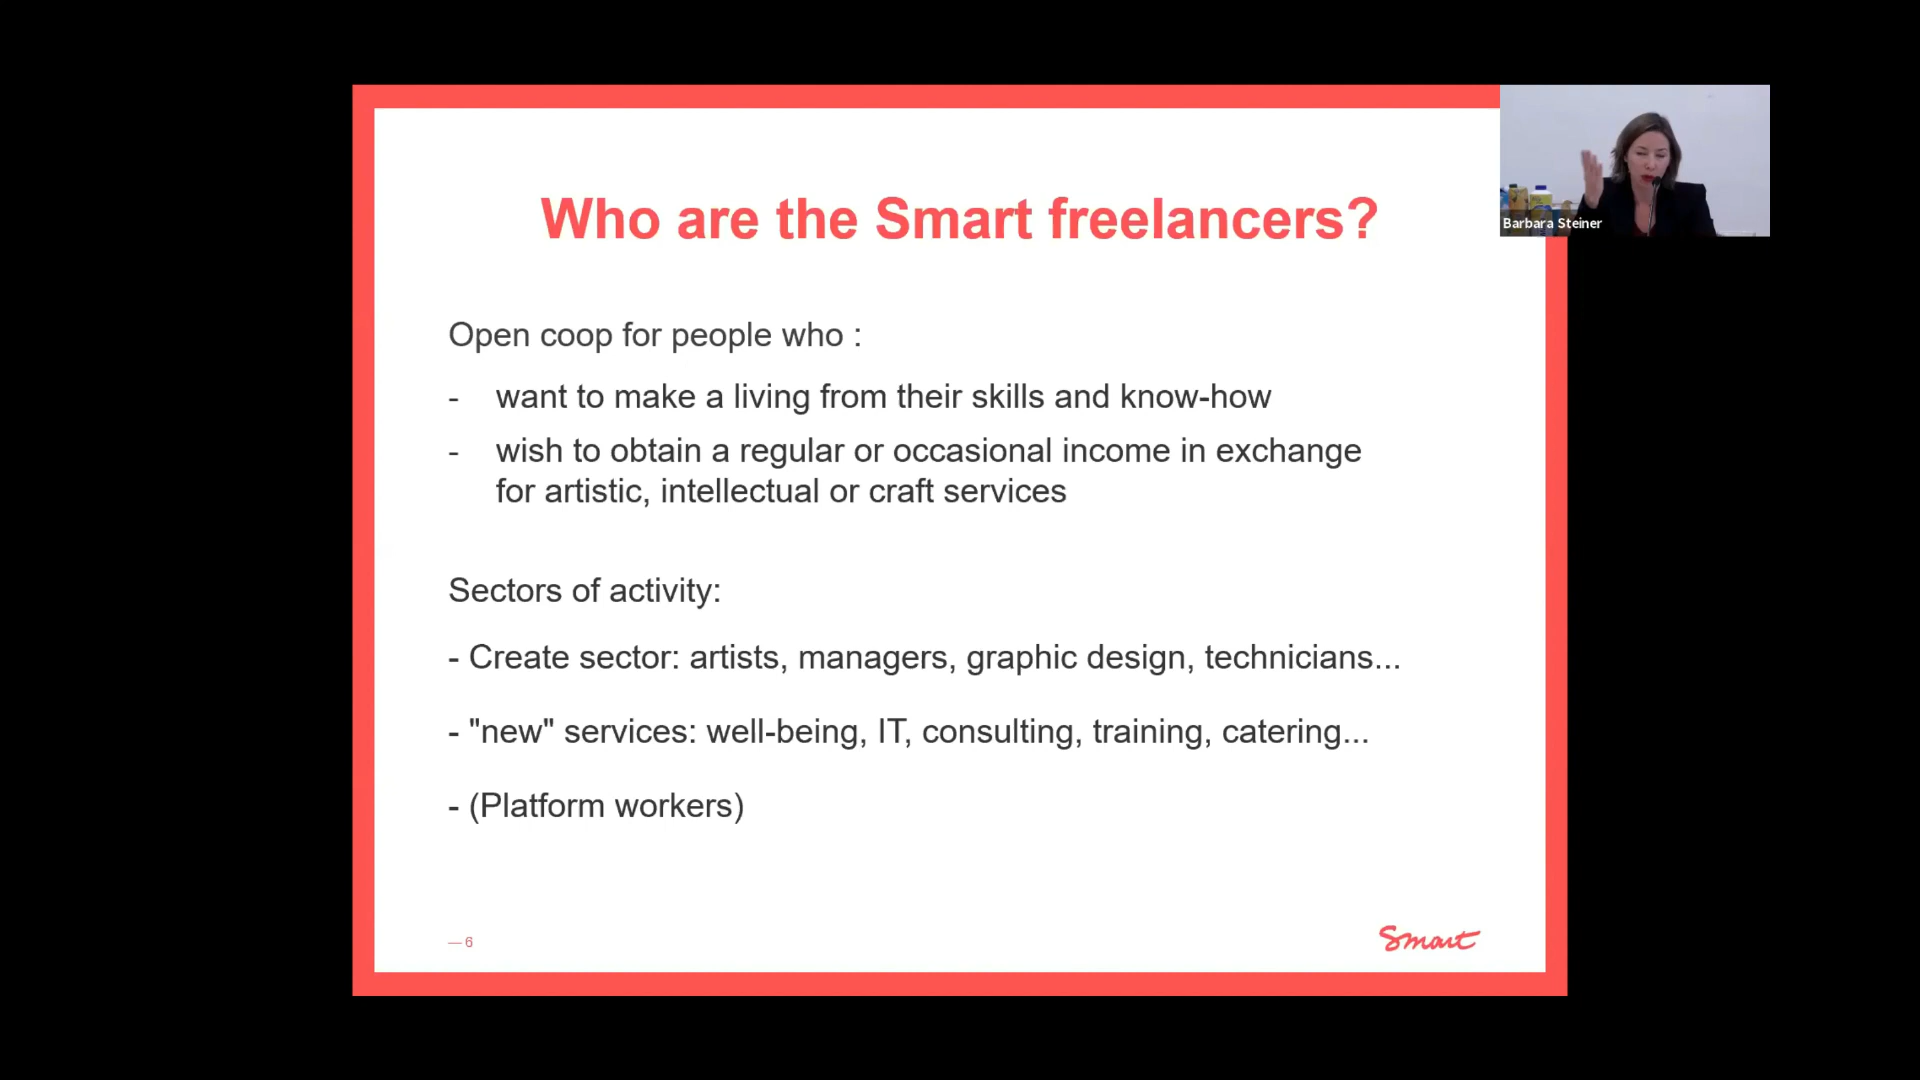 Who are the Smart freelancers?
Barbara Steiner
Open coop for people who :
- want to make a living from their skills and know-how
- wish to obtain a regular or occasional income in exchange
for artistic, intellectual or craft services
Sectors of activity:
- Create sector: artists, managers, graphic design, technicians...
- "new" services: well-being, IT, consulting, training, catering...
- (Platform workers)
— 6
Smart